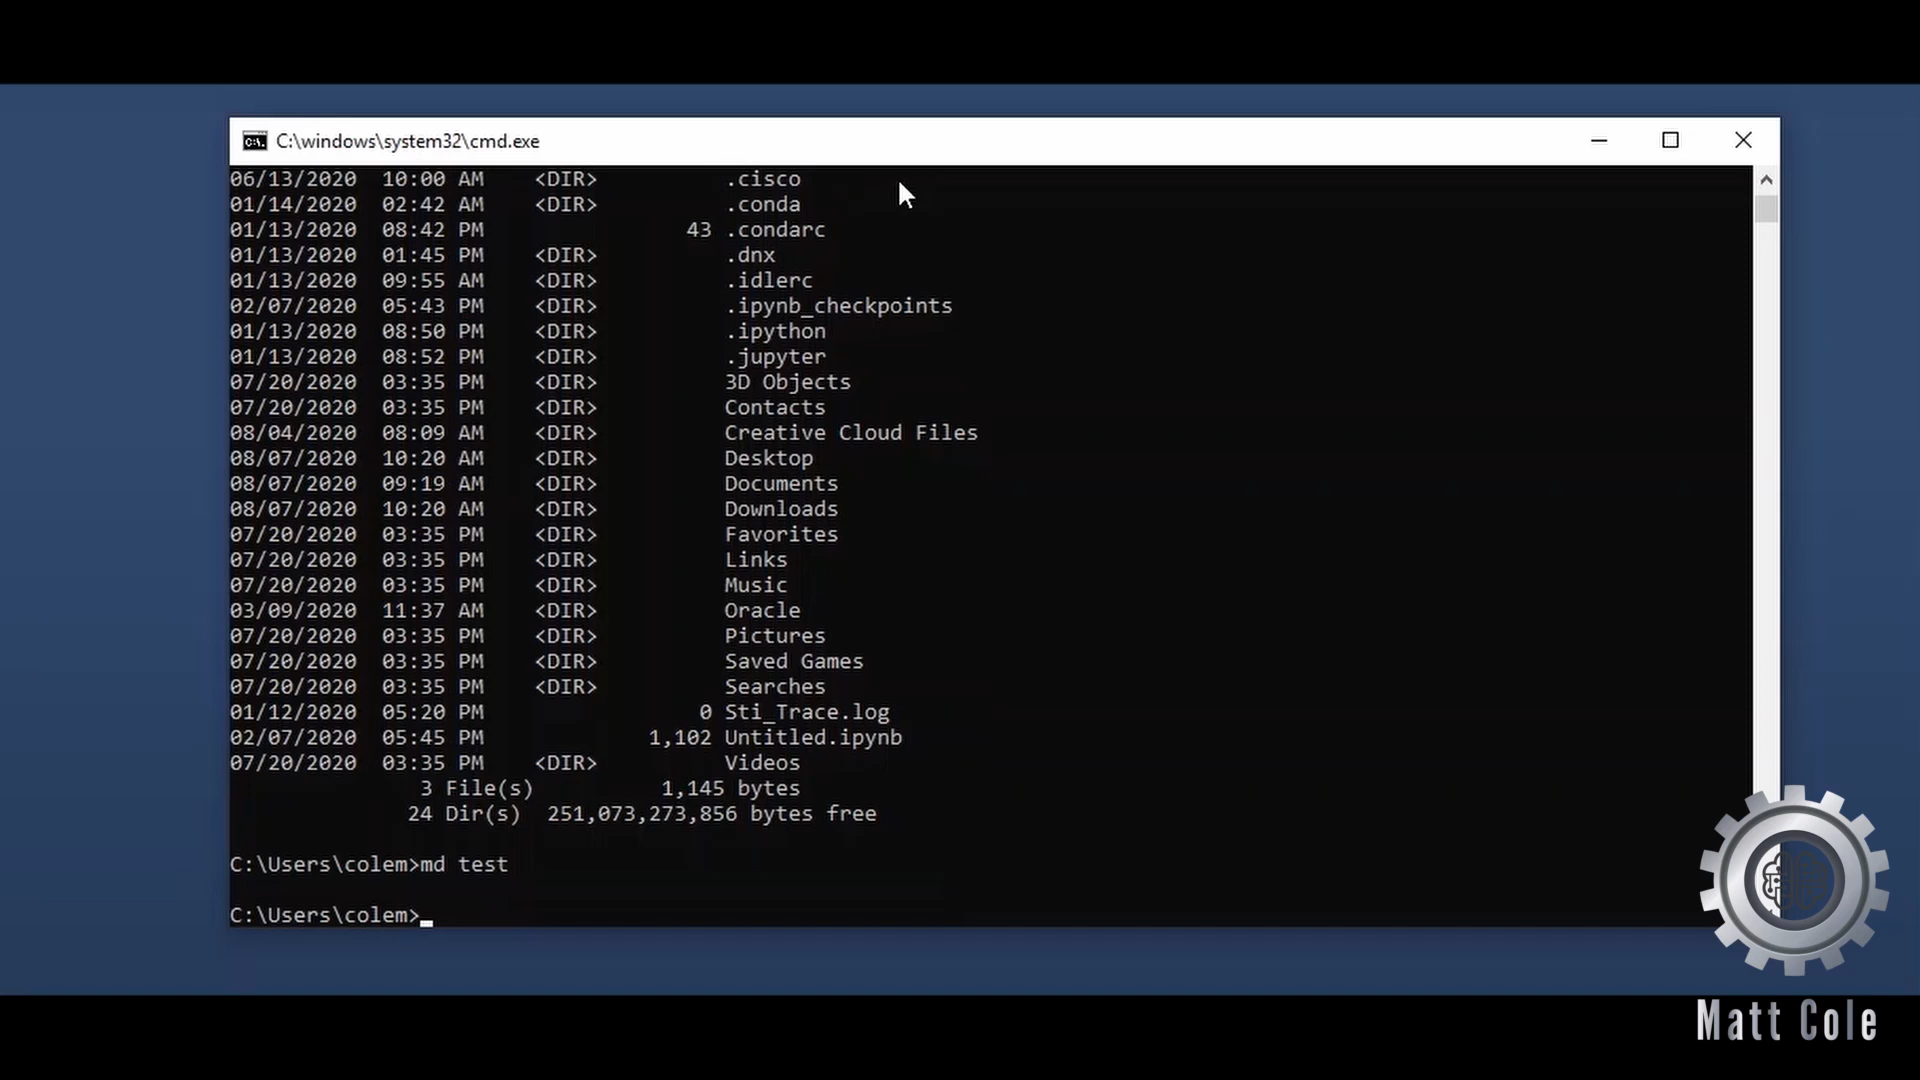 C:\windows\system32\cmd.exe
06/13/2020  10:00 AM    <DIR>          .cisco
01/14/2020  02:42 AM    <DIR>          .conda
01/13/2020  08:42 PM                43 .condarc
01/13/2020  01:45 PM    <DIR>          .dnx
01/13/2020  09:55 AM    <DIR>          .idlerc
02/07/2020  05:43 PM    <DIR>          .ipynb_checkpoints
01/13/2020  08:50 PM    <DIR>          .ipython
01/13/2020  08:52 PM    <DIR>          .jupyter
07/20/2020  03:35 PM    <DIR>          3D Objects
07/20/2020  03:35 PM    <DIR>          Contacts
08/04/2020  08:09 AM    <DIR>          Creative Cloud Files
08/07/2020  10:20 AM    <DIR>          Desktop
08/07/2020  09:19 AM    <DIR>          Documents
08/07/2020  10:20 AM    <DIR>          Downloads
07/20/2020  03:35 PM    <DIR>          Favorites
07/20/2020  03:35 PM    <DIR>          Links
07/20/2020  03:35 PM    <DIR>          Music
03/09/2020  11:37 AM    <DIR>          Oracle
07/20/2020  03:35 PM    <DIR>          Pictures
07/20/2020  03:35 PM    <DIR>          Saved Games
07/20/2020  03:35 PM    <DIR>          Searches
01/12/2020  05:20 PM                 0 Sti_Trace.log
02/07/2020  05:45 PM             1,102 Untitled.ipynb
07/20/2020  03:35 PM    <DIR>          Videos
3 File(s)          1,145 bytes
24 Dir(s)  251,073,273,856 bytes free
C:\Users\colem>md test
C:\Users\colem>
Matt Cole